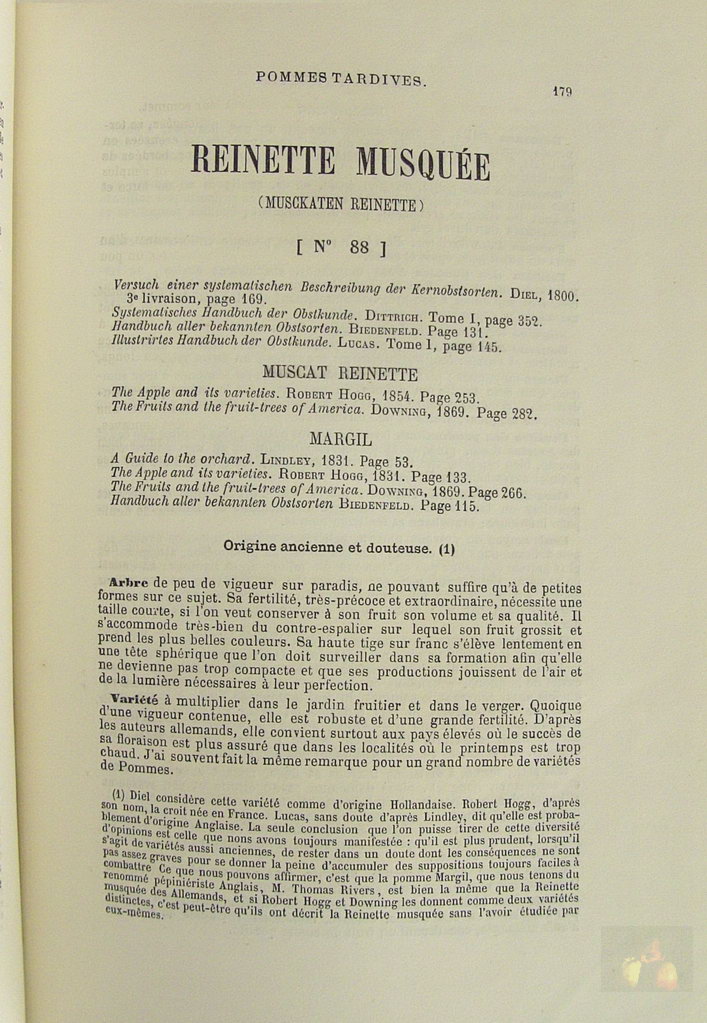 POMMES TARDIVES.
179
REINETTE MUSQUÉE
(MUSCKATEN REINETTE)
[ N° 88 ]
Versuch einer systematischen Beschreibung der Kernobstsorten. DIEL, 1800.
3e livraison, page 169.
Systematisches Handbuch der Obstkunde. DITTRICH. Tome I, page 352.
Handbuch aller bekannten Obstsorten. BIEDENFELD. Page 131.
Illustrirtes Handbuch der Obstkunde. LUCAS. Tome I, page 145.
MUSCAT REINETTE
The Apple and its varieties. ROBERT HOGG, 1854. Page 253.
The Fruits and the fruit-trees of America. DOWNING, 1869. Page 282.
MARGIL
A Guide to the orchard. LINDLEY, 1831. Page 53.
The Apple and its varieties. ROBERT HOGG, 1831. Page 133.
The Fruits and the fruit-trees of America. DOWNING, 1869. Page 266.
Handbuch aller bekannten Obstsorten BIEDENFELD. Page 115.
Origine ancienne et douteuse. (1)
Arbre de peu de vigueur sur paradis, ne pouvant suffire qu'à de petites
formes sur ce sujet. Sa fertilité, très-précoce et extraordinaire, nécessite une
taille courte, si l'on veut conserver à son fruit son volume et sa qualité. Il
s'accommode très-bien du contre-espalier sur lequel son fruit grossit et
prend les plus belles couleurs. Sa haute tige sur franc s'élève lentement en
une tête sphérique que l'on doit surveiller dans sa formation afin qu'elle
ne devienne pas trop compacte et que ses productions jouissent de l'air et
de la lumière nécessaires à leur perfection.
Variété à multiplier dans le jardin fruitier et dans le verger. Quoique
d'une vigueur contenue, elle est robuste et d'une grande fertilité. D'après
les auteurs allemands, elle convient surtout aux pays élevés où le succès de
sa floraison est plus assuré que dans les localités où le printemps est trop
chaud. J'ai souvent fait la même remarque pour un grand nombre de variétés
de Pommes.
(1) Diel considère cette variété comme d'origine Hollandaise. Robert Hogg, d'après
son nom, la croit née en France. Lucas, sans doute d'après Lindley, dit qu'elle est proba-
blement d'origine Anglaise. La seule conclusion que l'on puisse tirer de cette diversité
d'opinions est celle que nous avons toujours manifestée : qu'il est plus prudent, lorsqu'il
s'agit de variétés aussi anciennes, de rester dans un doute dont les conséquences ne sont
pas assez graves pour se donner la peine d'accumuler des suppositions toujours faciles à
combattre Ce que nous pouvons affirmer, c'est que la pomme Margil, que nous tenons du
renommé pépiniériste Anglais, M. Thomas Rivers, est bien la même que la Reinette
musquée des Allemands, et si Robert Hogg et Downing les donnent comme deux variétés
distinctes, c'est peut-être qu'ils ont décrit la Reinette musquée sans l'avoir étudiée par
eux-mêmes.